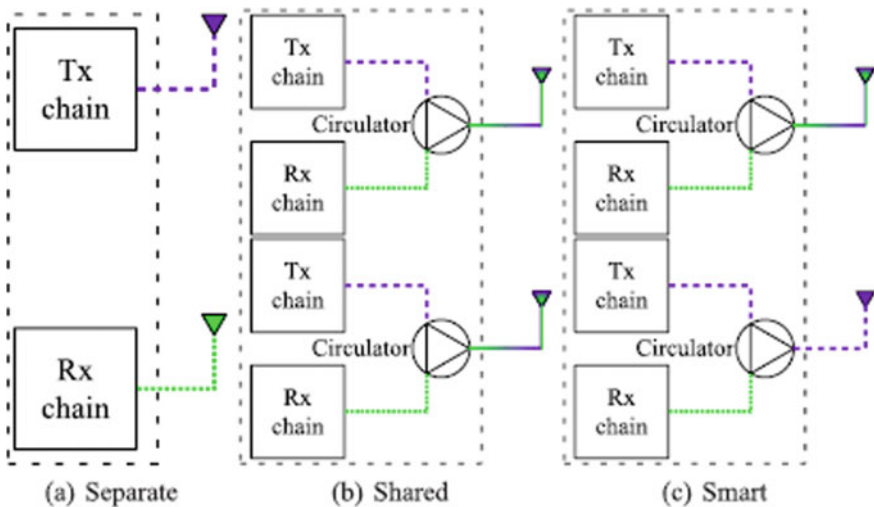 Tx
chain
Rx
chain
(a) Separate
Tx
chain
Circulator
Rx
chain
Tx
chain
Circulator
Rx
chain
(b) Shared
Tx
chain
Circulator
Rx
chain
Tx
chain
Circulator
Rx
chain
(c) Smart